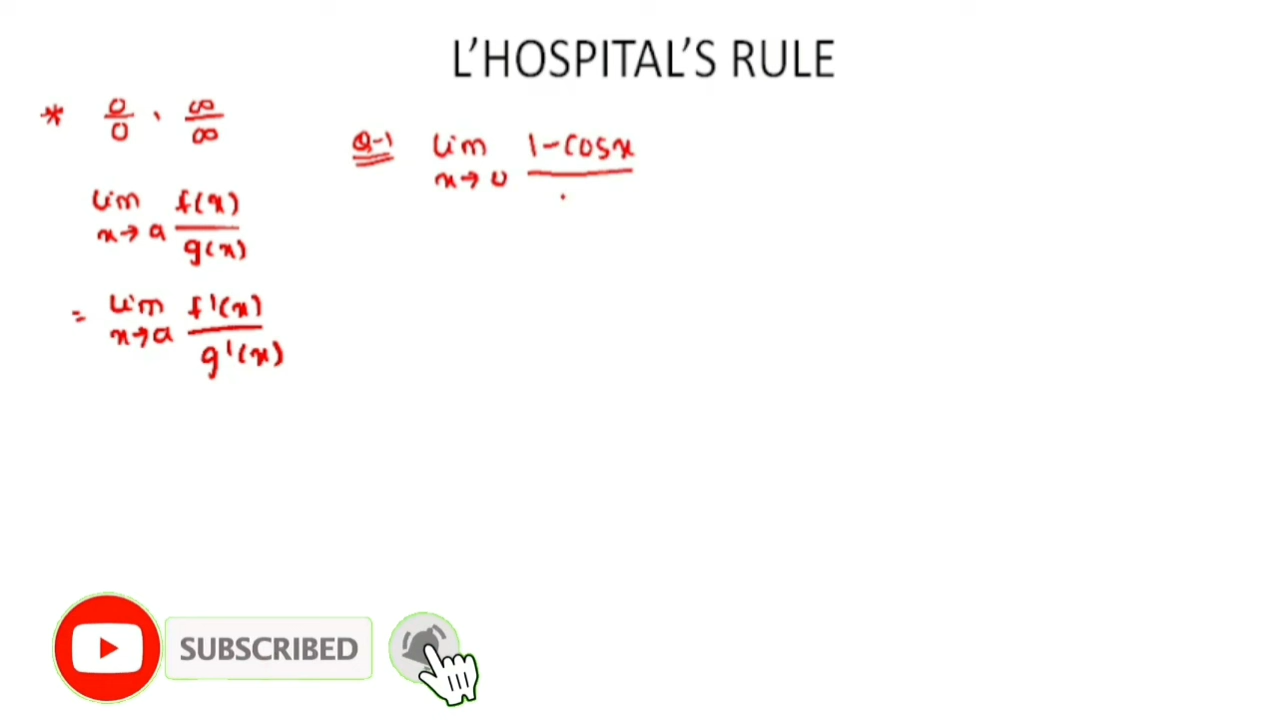 L'HOSPITAL'S RULE
* 0/0 , ∞/∞
lim x→a f(x)/g(x)
= lim x→a f'(x)/g'(x)
Q-1 lim x→0 1-cosx
SUBSCRIBED